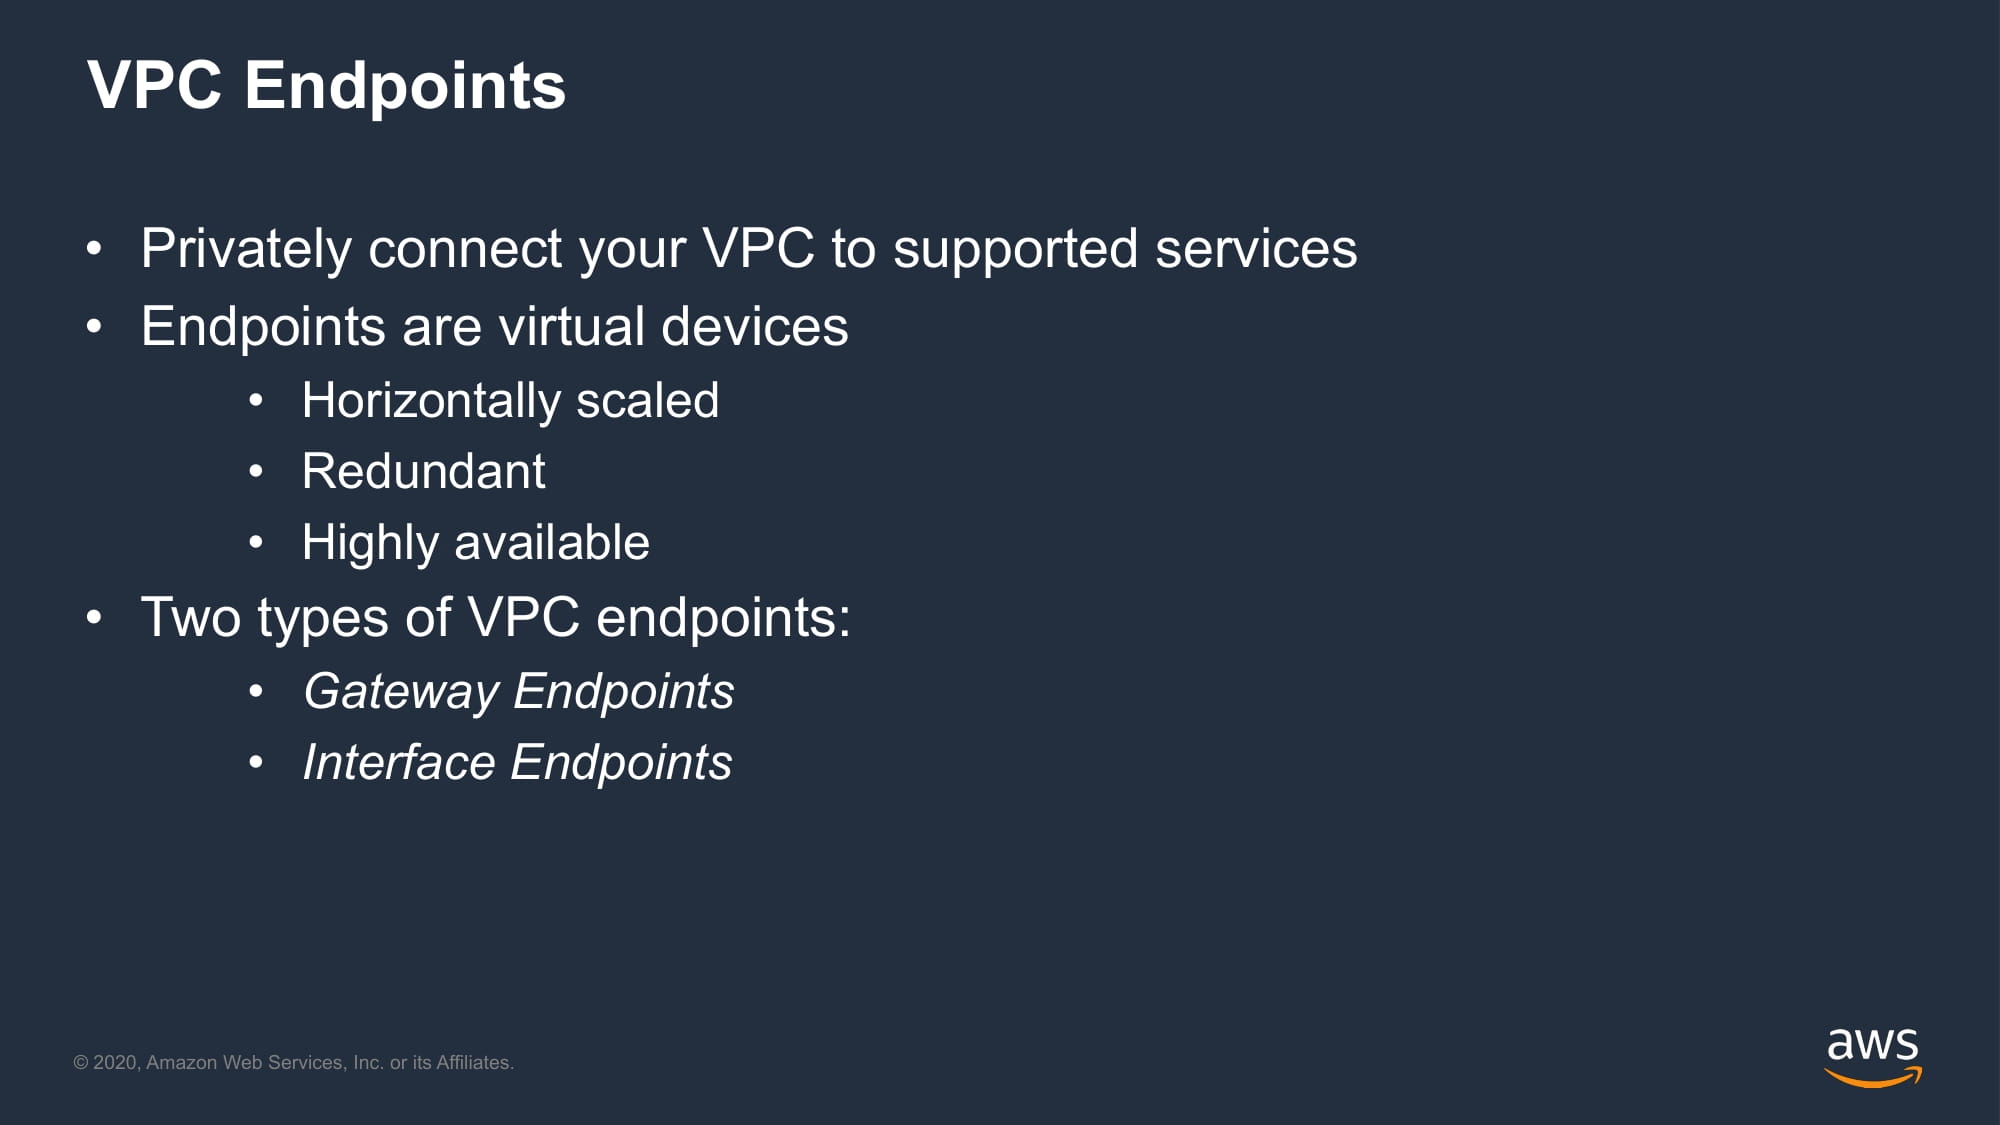 VPC Endpoints
• Privately connect your VPC to supported services
• Endpoints are virtual devices
• Horizontally scaled
• Redundant
• Highly available
• Two types of VPC endpoints:
• Gateway Endpoints
• Interface Endpoints
© 2020, Amazon Web Services, Inc. or its Affiliates.
aws